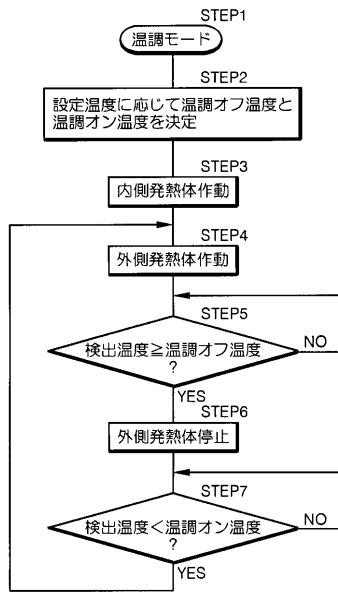 STEP1
温調モード
STEP2
設定温度に応じて温調オフ温度と
温調オン温度を決定
STEP3
内側発熱体作動
STEP4
外側発熱体作動
STEP5
検出温度≧温調オフ温度
?
NO
YES
STEP6
外側発熱体停止
STEP7
検出温度<温調オン温度
?
NO
YES